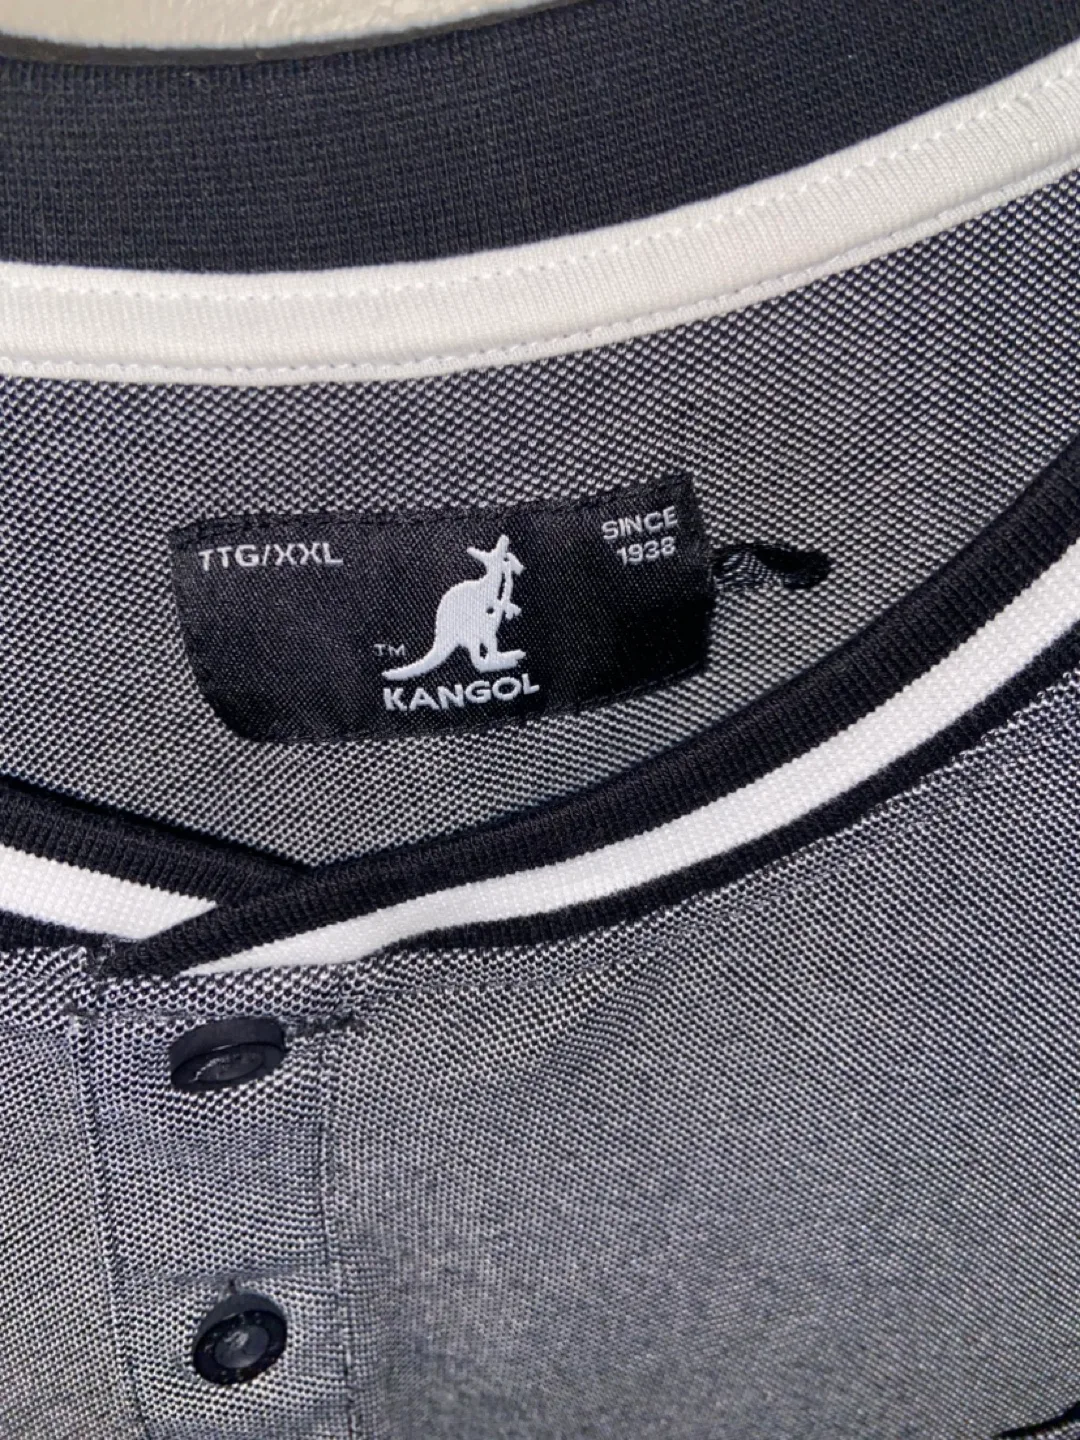 TTG/XXL
SINCE
1938
TM
KANGOL